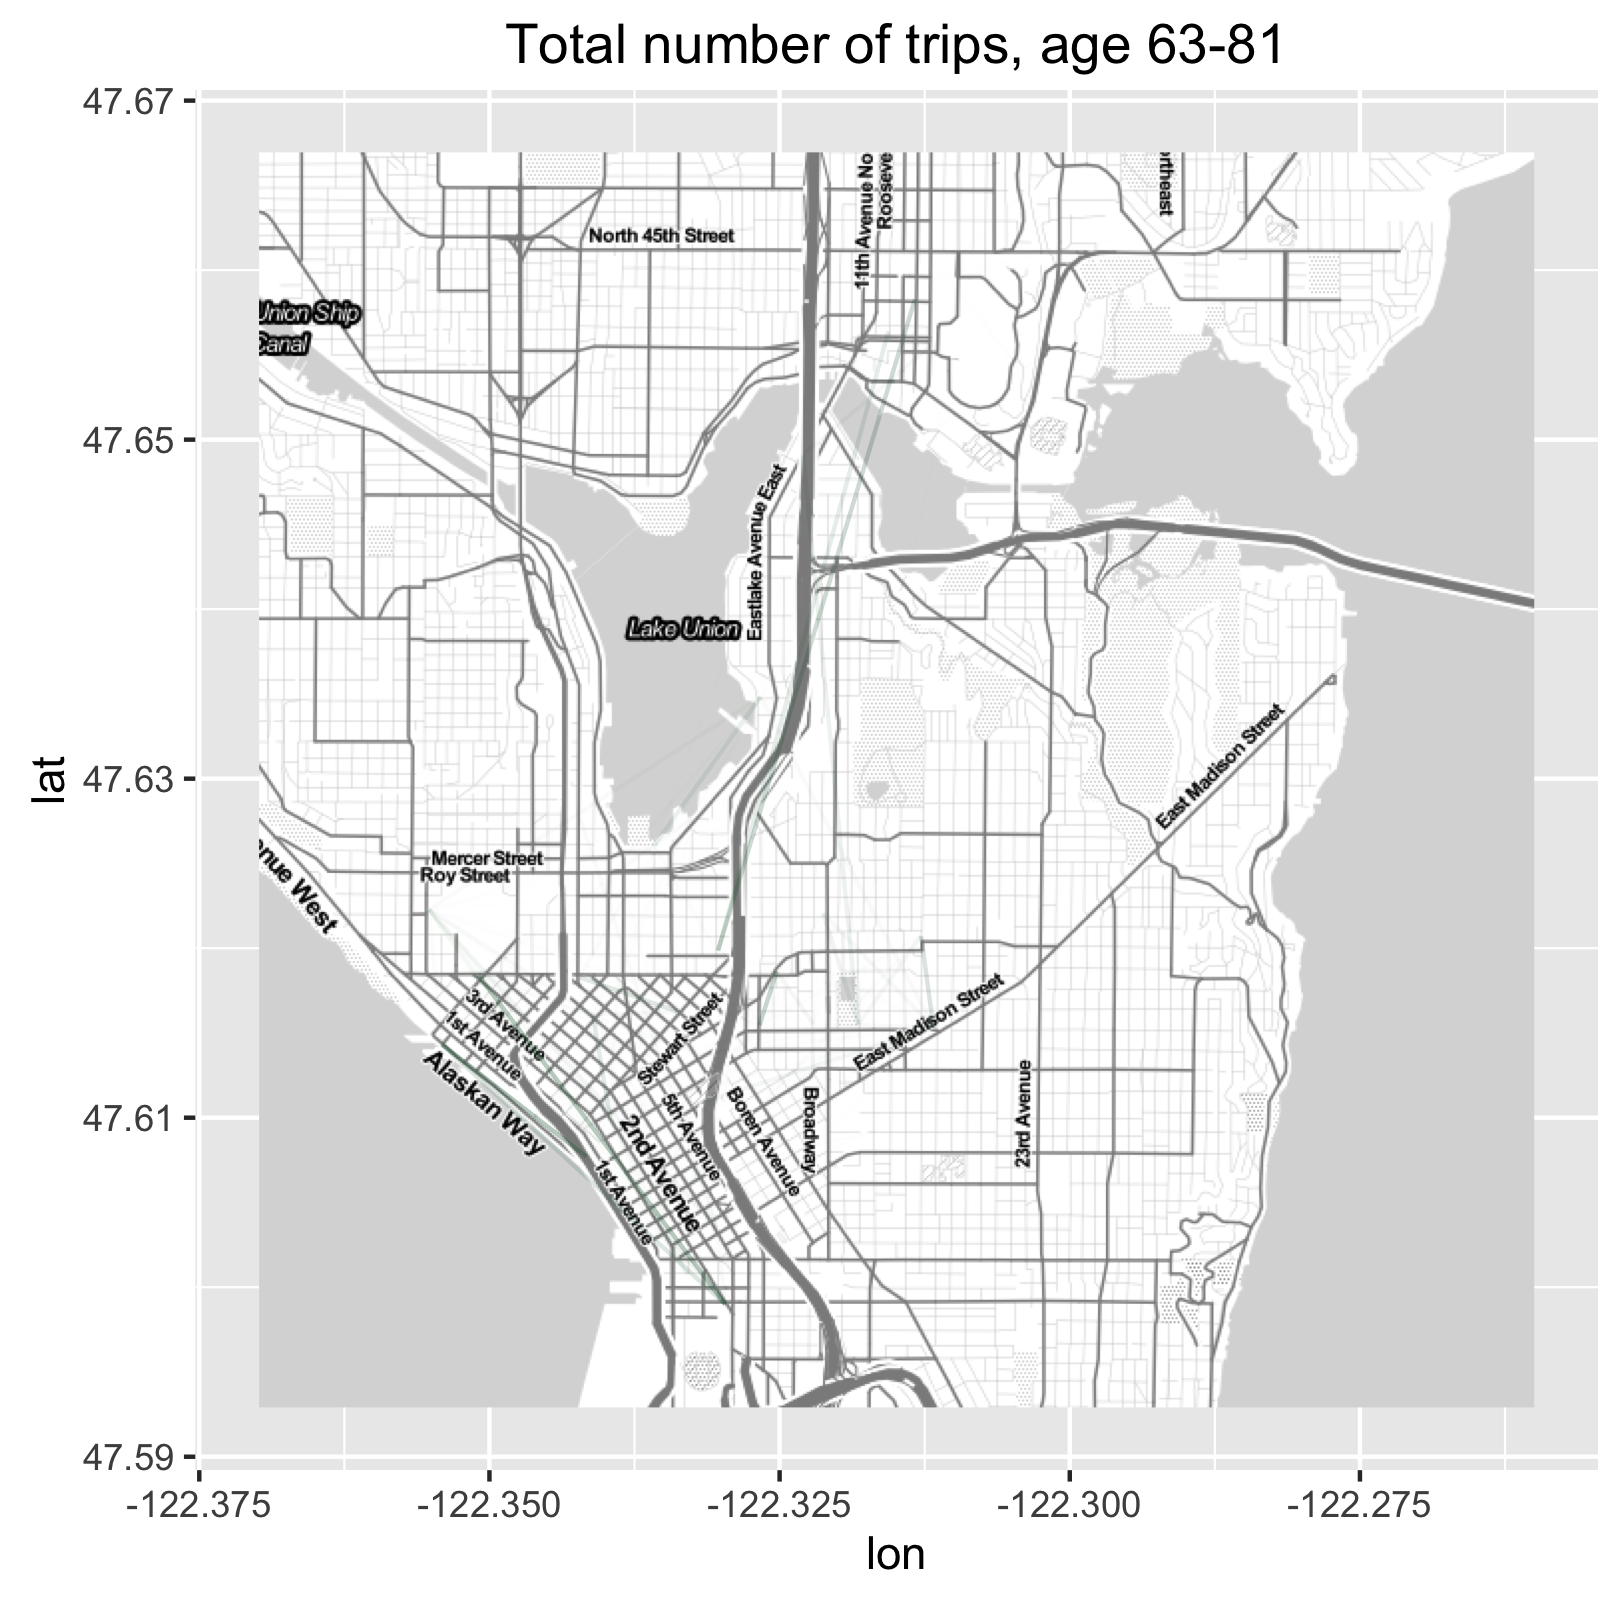 Total number of trips, age 63-81
47.67
47.65
47.63
47.61
47.59
lat
11th Avenue No
Rooseve
rtheast
North 45th Street
Union Ship
Canal
Eastlake Avenue East
Lake Union
East Madison Street
Mercer Street
Roy Street
enue West
3rd Avenue
1st Avenue
Stewart Street
East Madison Street
Alaskan Way
5th Avenue
Boren Avenue
Broadway
23rd Avenue
2nd Avenue
1st Avenue
-122.375
-122.350
-122.325
-122.300
-122.275
lon